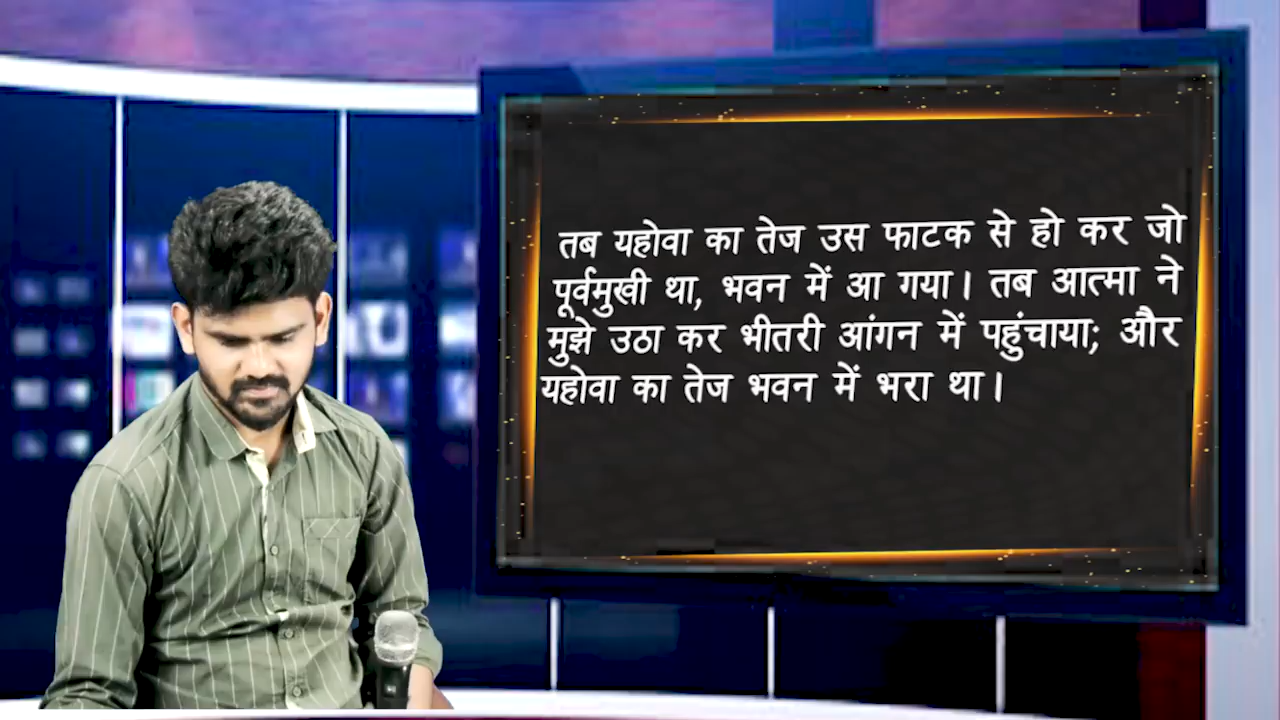 तब यहोवा का तेज उस फाटक से हो कर जो
पूर्वमुखी था, भवन में आ गया। तब आत्मा ने
मुझे उठा कर भीतरी आंगन में पहुंचाया; और
यहोवा का तेज भवन में भरा था।